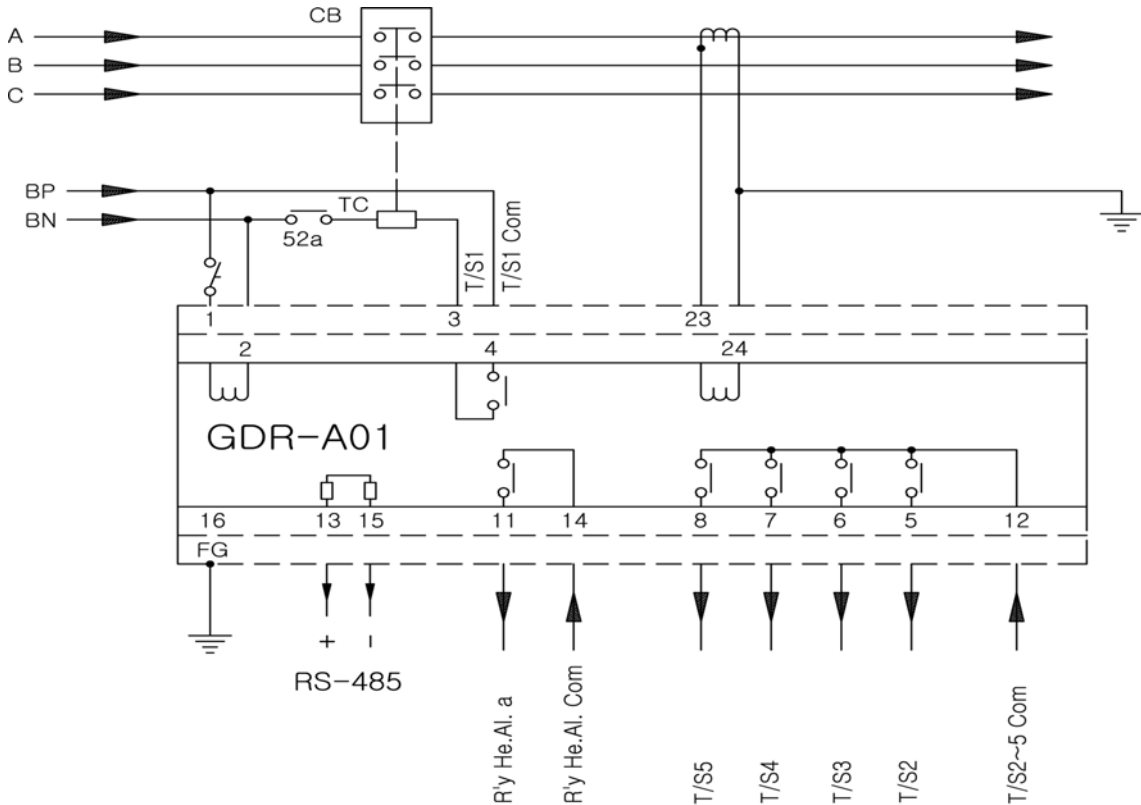 CB
A
B
C
BP
BN
TC
52a
T/S1
T/S1 Com
1
3
23
2
4
24
GDR-A01
16
13
15
11
14
8
7
6
5
12
FG
+
-
RS-485
R'y He.Al. a
R'y He.Al. Com
T/S5
T/S4
T/S3
T/S2
T/S2~5 Com